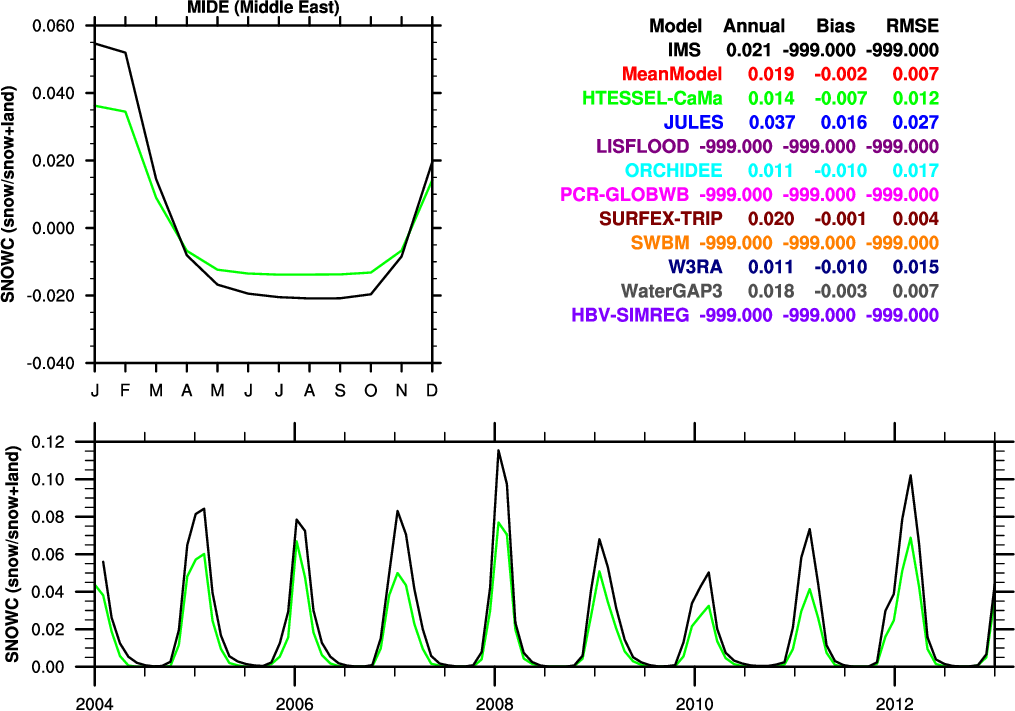 MIDE (Middle East)
SNOWC (snow/snow+land)
0.060
0.040
0.020
0.000
-0.020
-0.040
J F M A M J J A S O N D
Model Annual Bias RMSE
IMS 0.021 -999.000 -999.000
MeanModel 0.019 -0.002 0.007
HTESSEL-CaMa 0.014 -0.007 0.012
JULES 0.037 0.016 0.027
LISFLOOD -999.000 -999.000 -999.000
ORCHIDEE 0.011 -0.010 0.017
PCR-GLOBWB -999.000 -999.000 -999.000
SURFEX-TRIP 0.020 -0.001 0.004
SWBM -999.000 -999.000 -999.000
W3RA 0.011 -0.010 0.015
WaterGAP3 0.018 -0.003 0.007
HBV-SIMREG -999.000 -999.000 -999.000
SNOWC (snow/snow+land)
0.12
0.10
0.08
0.06
0.04
0.02
0.00
2004 2006 2008 2010 2012